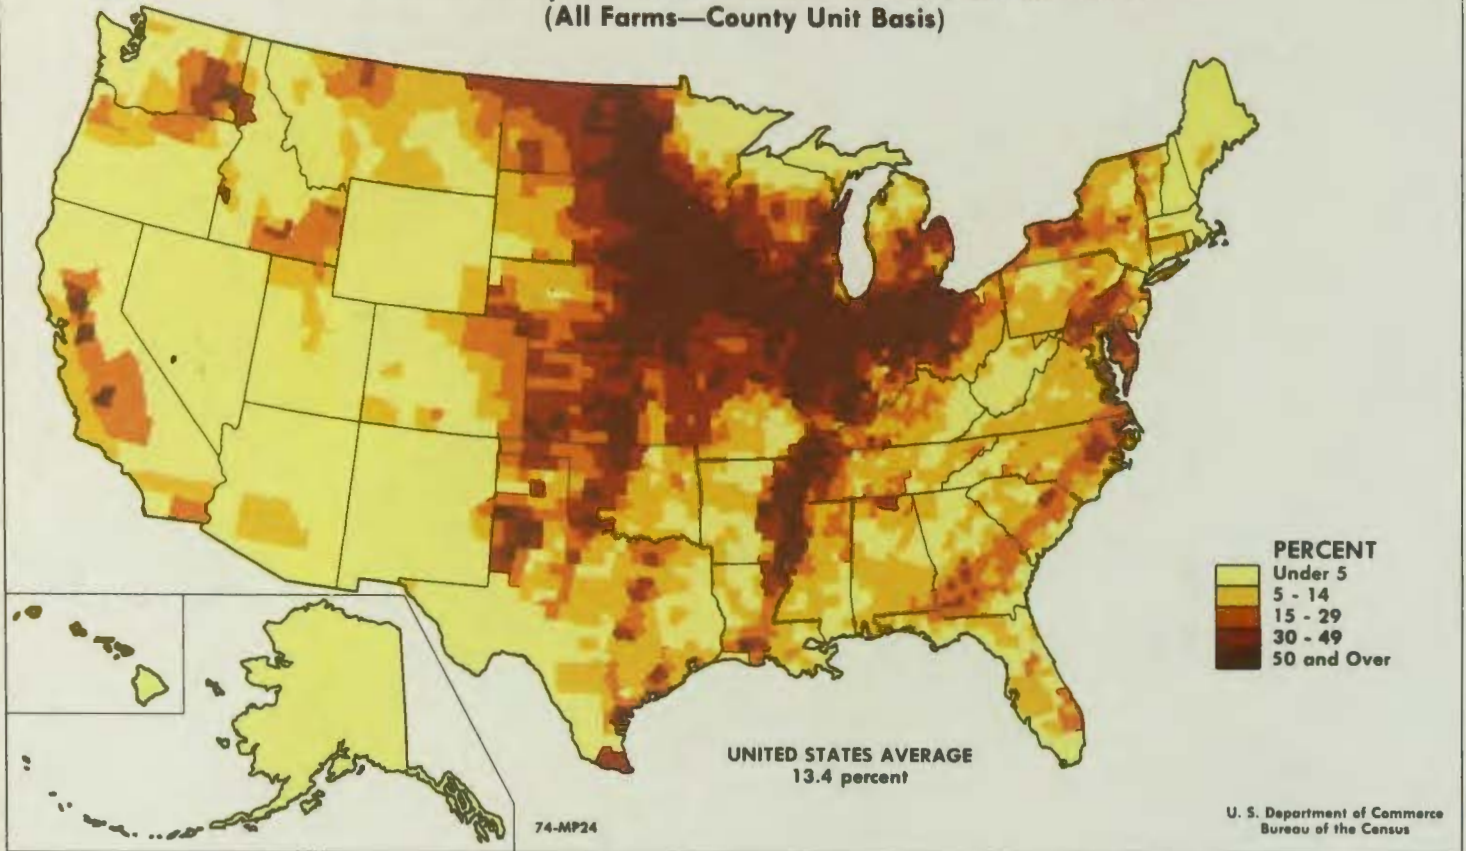 (All Farms—County Unit Basis)
PERCENT
Under 5
5 - 14
15 - 29
30 - 49
50 and Over
UNITED STATES AVERAGE
13.4 percent
74-MP24
U. S. Department of Commerce
Bureau of the Census